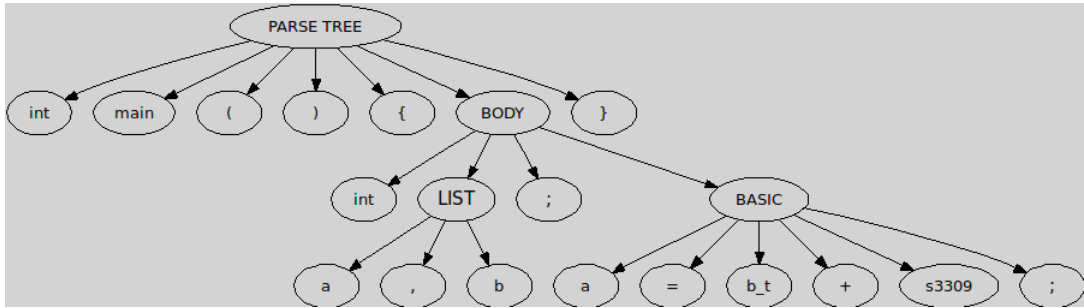 PARSE TREE
int main ( ) { BODY }
int LIST ; BASIC
a , b a = b_t + s3309 ;